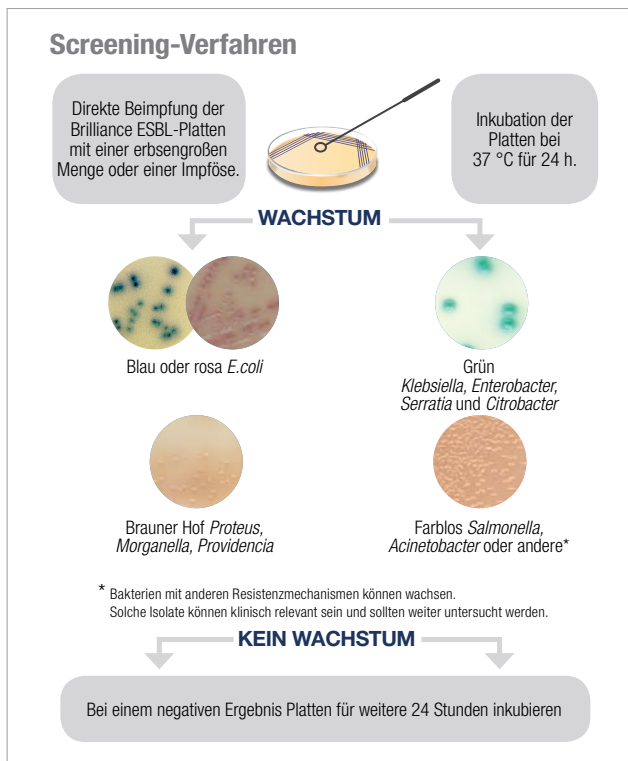 Screening-Verfahren
Direkte Beimpfung der
Brilliance ESBL-Platten
mit einer erbsengroßen
Menge oder einer Impföse.
Inkubation der
Platten bei
37 °C für 24 h.
WACHSTUM
Blau oder rosa E.coli
Grün
Klebsiella, Enterobacter,
Serratia und Citrobacter
Brauner Hof Proteus,
Morganella, Providencia
Farblos Salmonella,
Acinetobacter oder andere*
* Bakterien mit anderen Resistenzmechanismen können wachsen.
Solche Isolate können klinisch relevant sein und sollten weiter untersucht werden.
KEIN WACHSTUM
Bei einem negativen Ergebnis Platten für weitere 24 Stunden inkubieren